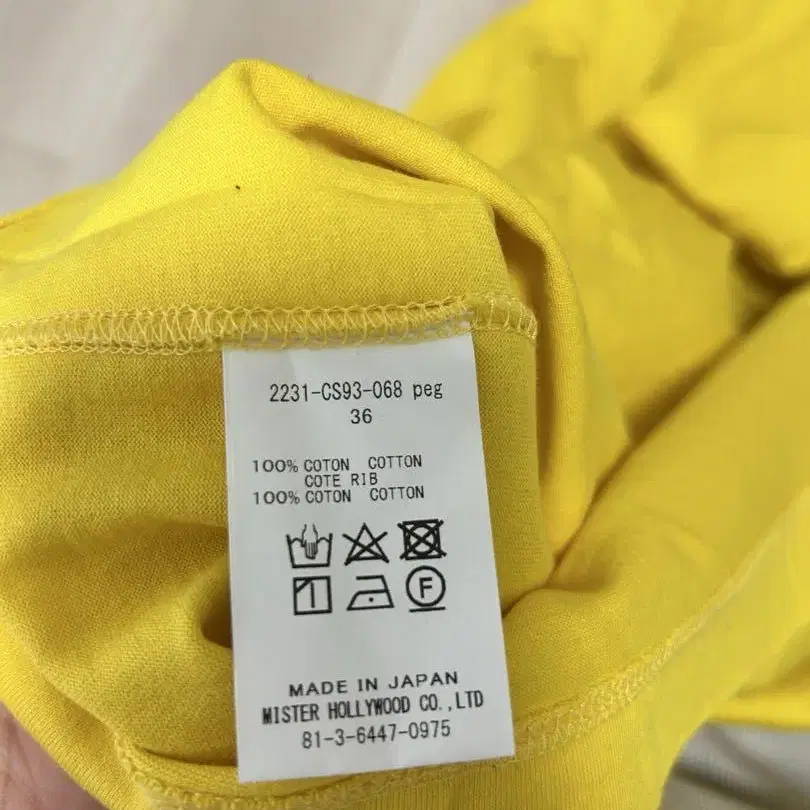 2231-CS93-068 peg
36
100% COTON COTTON
COTE RIB
100% COTON COTTON
F
MADE IN JAPAN
MISTER HOLLYWOOD CO.,LTD
81-3-6447-0975